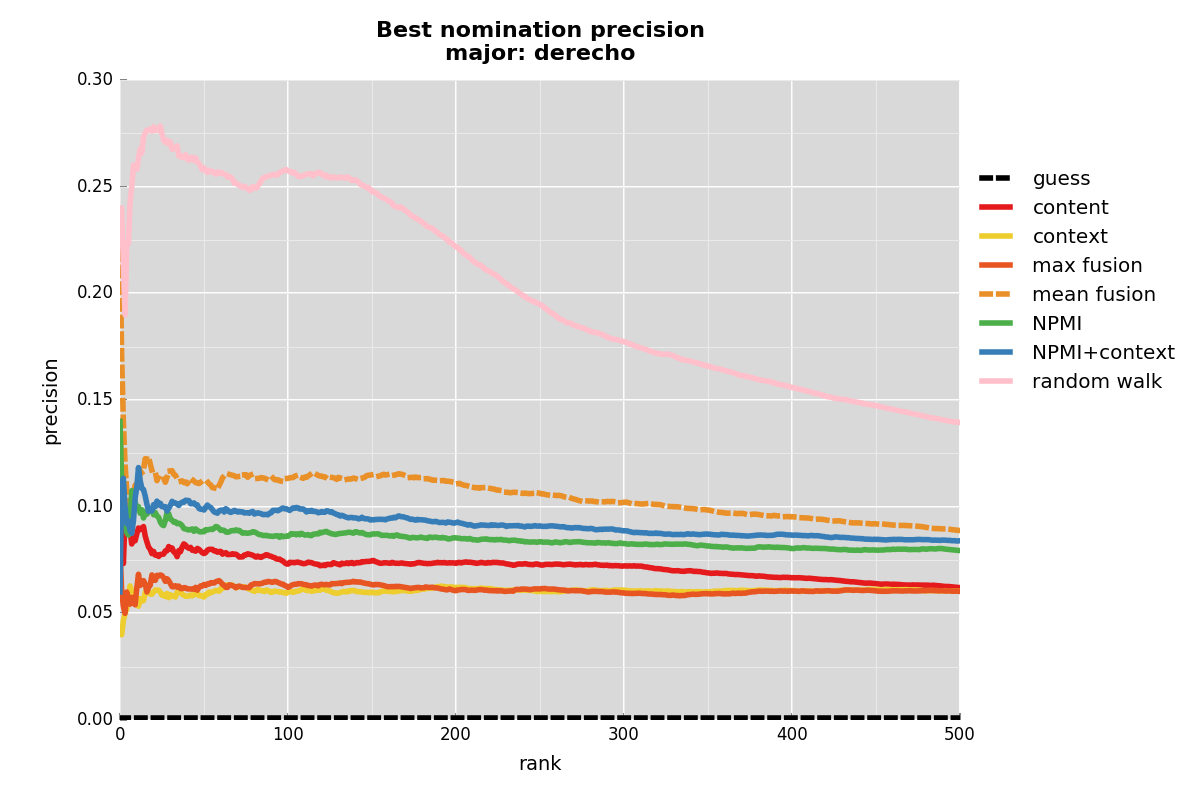 Best nomination precision
major: derecho
0.30
0.25
0.20
0.15
0.10
0.05
0.00
precision
0 100 200 300 400 500
rank
guess
content
context
max fusion
mean fusion
NPMI
NPMI+context
random walk